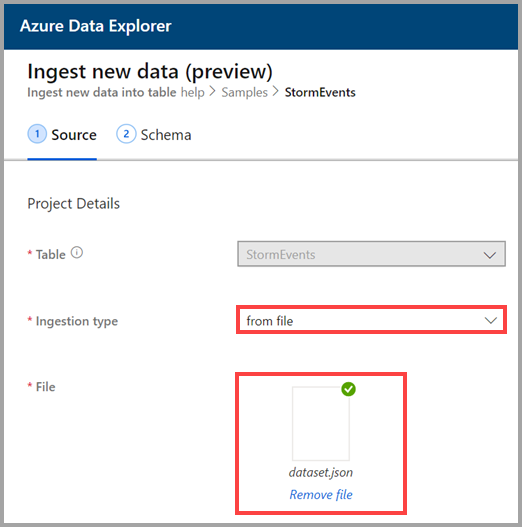 Azure Data Explorer
Ingest new data (preview)
Ingest new data into table help > Samples > StormEvents
1 Source 2 Schema
Project Details
* Table StormEvents
* Ingestion type from file
* File
dataset.json
Remove file